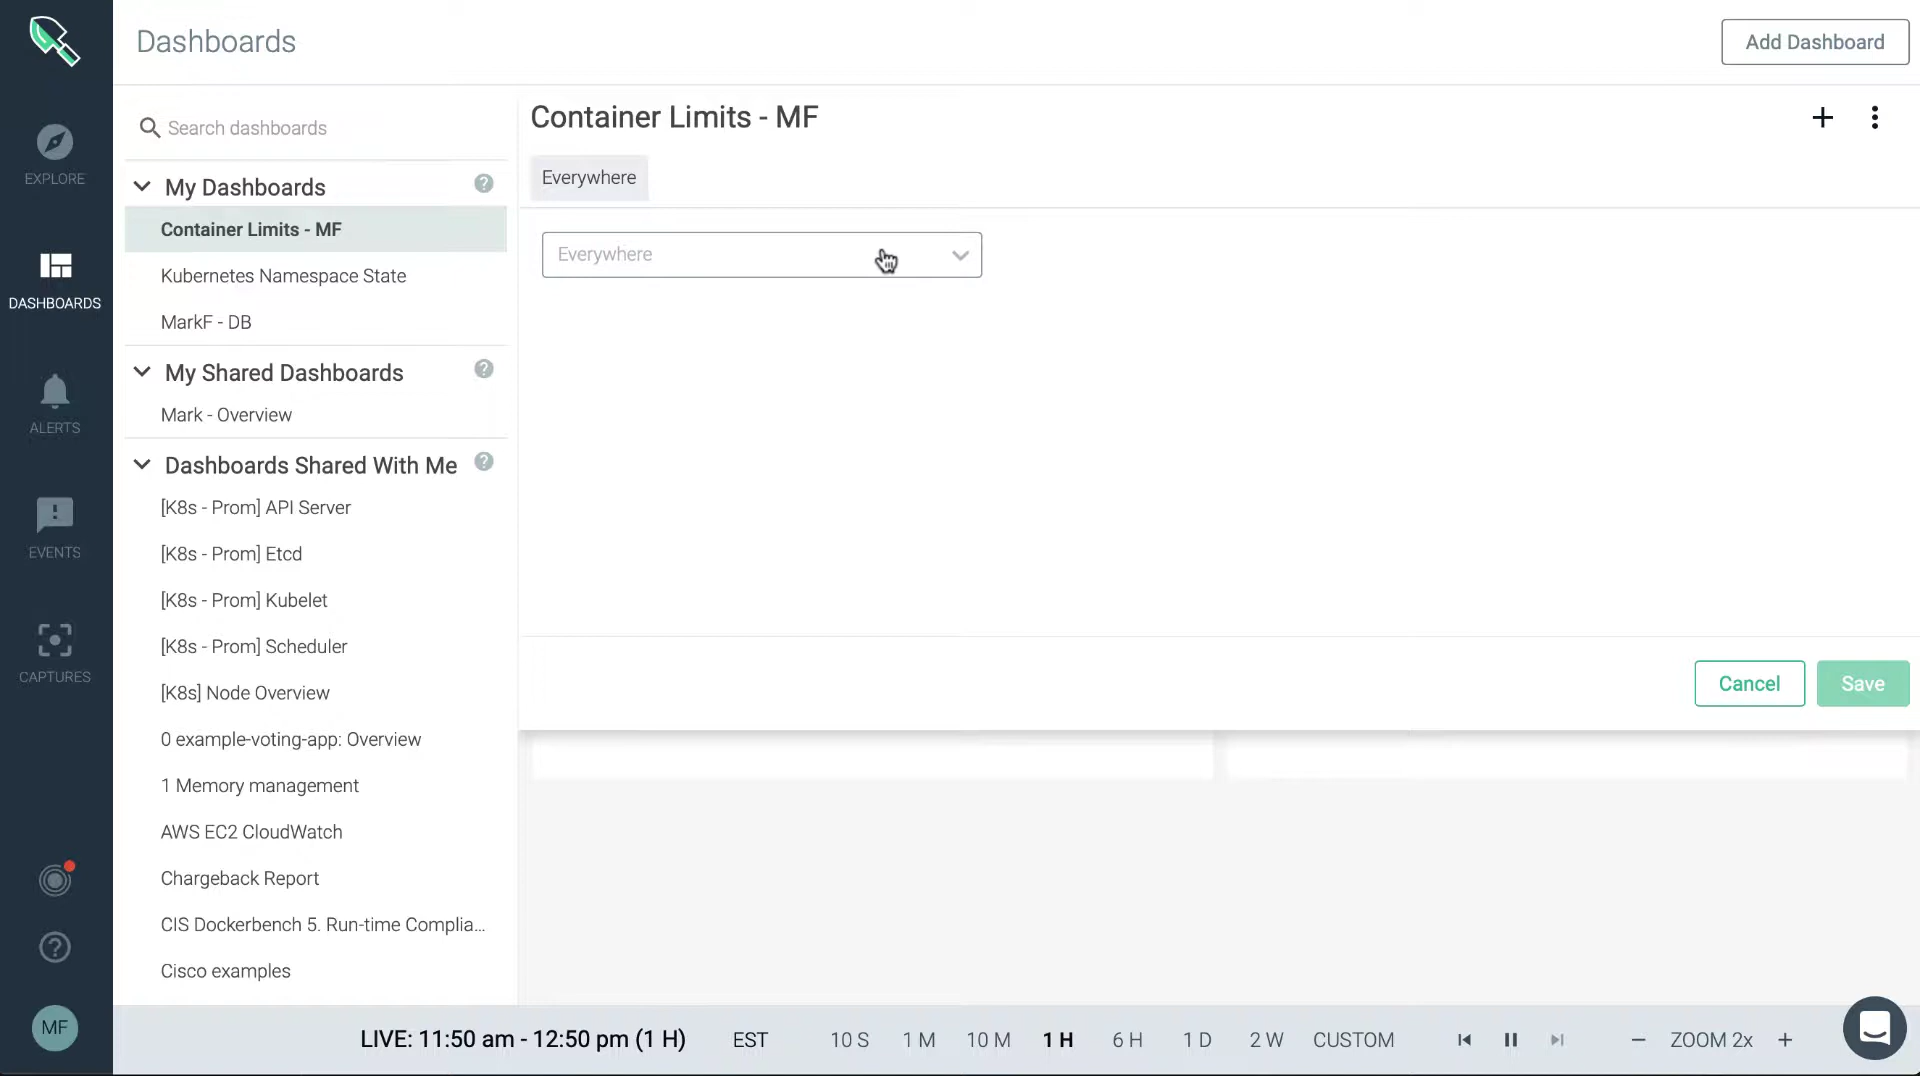 Dashboards
Add Dashboard
EXPLORE
DASHBOARDS
ALERTS
EVENTS
CAPTURES
MF
Search dashboards
My Dashboards
Container Limits - MF
Kubernetes Namespace State
MarkF - DB
My Shared Dashboards
Mark - Overview
Dashboards Shared With Me
[K8s - Prom] API Server
[K8s - Prom] Etcd
[K8s - Prom] Kubelet
[K8s - Prom] Scheduler
[K8s] Node Overview
0 example-voting-app: Overview
1 Memory management
AWS EC2 CloudWatch
Chargeback Report
CIS Dockerbench 5. Run-time Complia...
Cisco examples
Container Limits - MF
Everywhere
Everywhere
Cancel
Save
LIVE: 11:50 am - 12:50 pm (1 H) EST 10 S 1 M 10 M 1 H 6 H 1 D 2 W CUSTOM ZOOM 2x